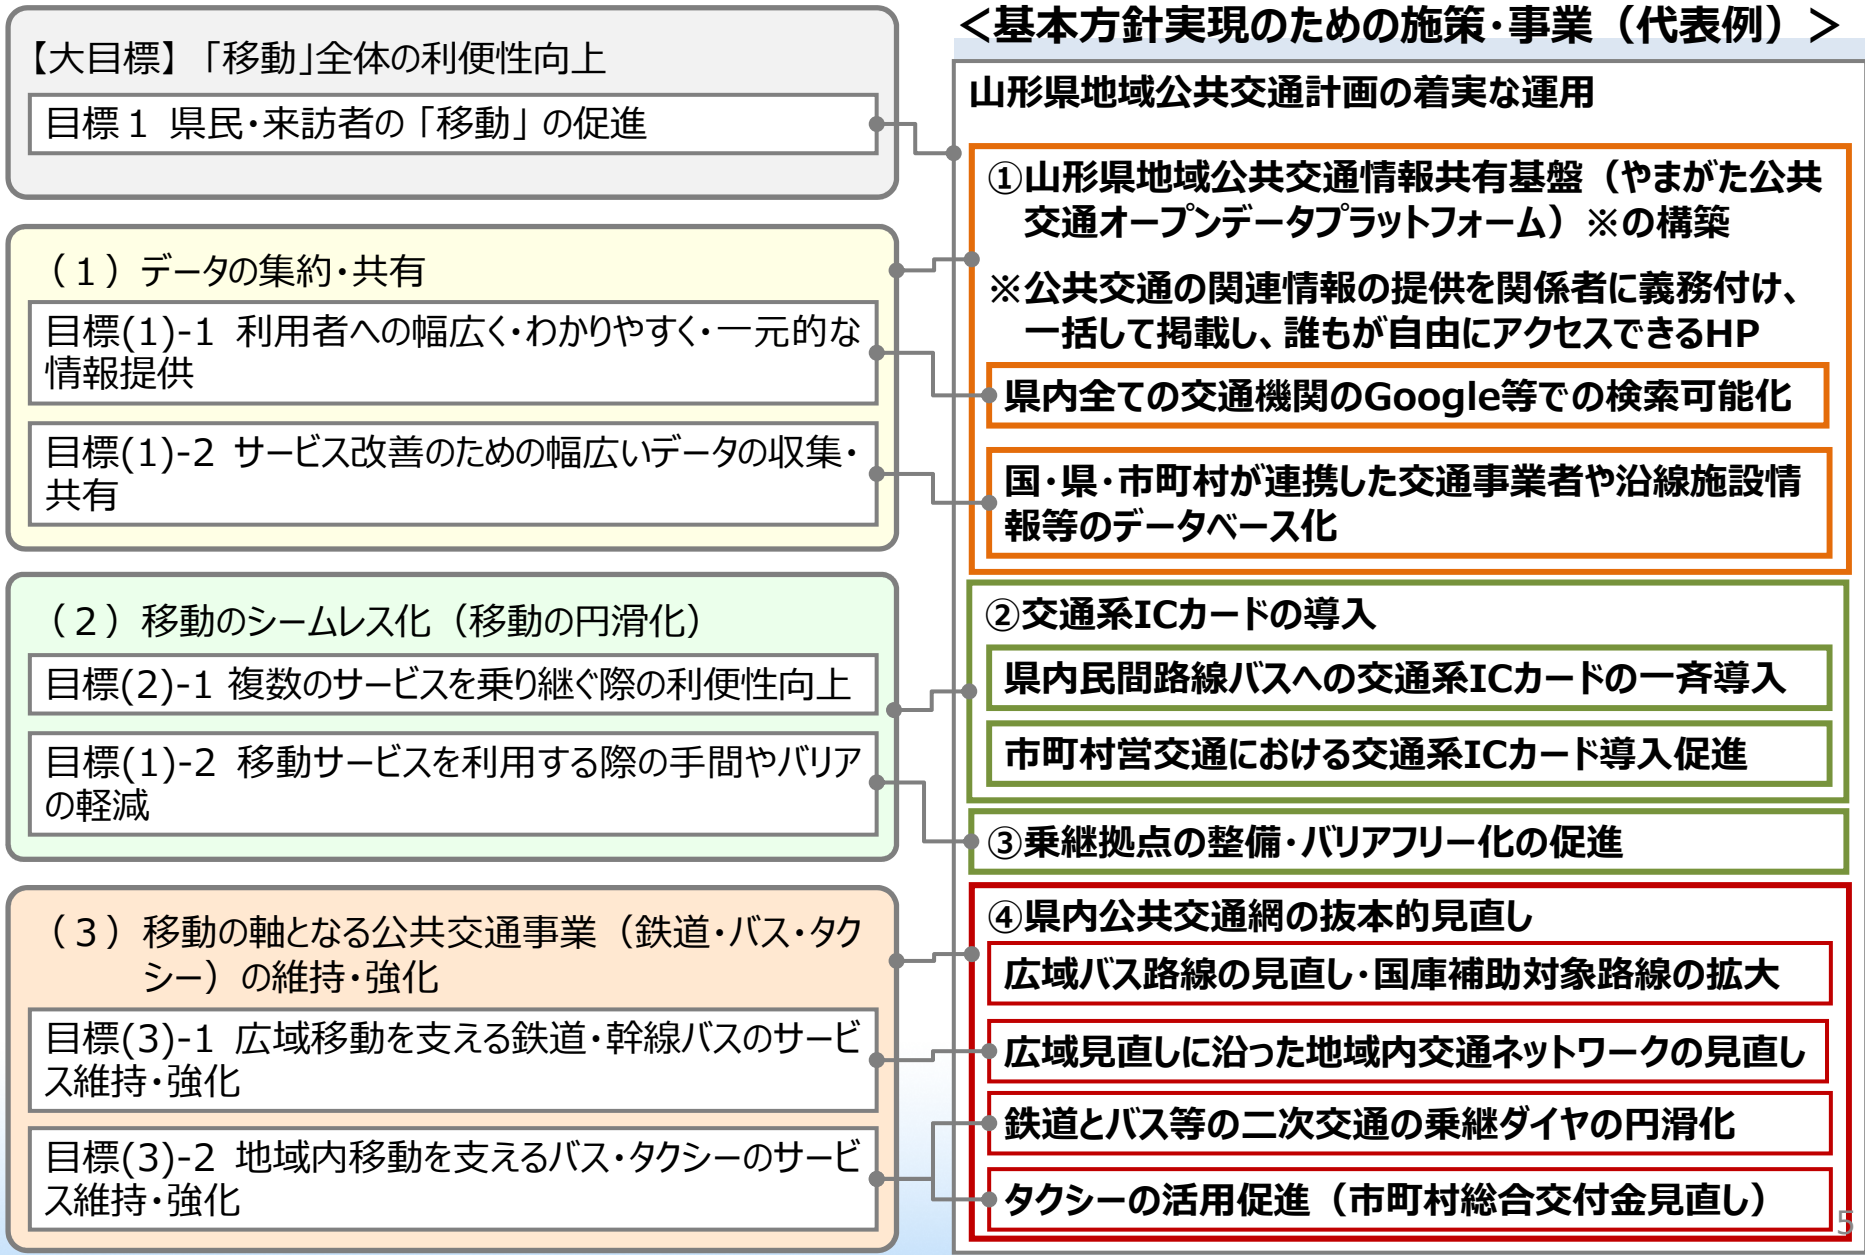 【大目標】「移動」全体の利便性向上
目標１ 県民・来訪者の「移動」の促進
（１）データの集約・共有
目標(1)-1 利用者への幅広く・わかりやすく・一元的な
情報提供
目標(1)-2 サービス改善のための幅広いデータの収集・
共有
（２）移動のシームレス化（移動の円滑化）
目標(2)-1 複数のサービスを乗り継ぐ際の利便性向上
目標(1)-2 移動サービスを利用する際の手間やバリア
の軽減
（３）移動の軸となる公共交通事業（鉄道・バス・タク
シー）の維持・強化
目標(3)-1 広域移動を支える鉄道・幹線バスのサービ
ス維持・強化
目標(3)-2 地域内移動を支えるバス・タクシーのサービ
ス維持・強化
＜基本方針実現のための施策・事業（代表例）＞
山形県地域公共交通計画の着実な運用
①山形県地域公共交通情報共有基盤（やまがた公共
交通オープンデータプラットフォーム）※の構築
※公共交通の関連情報の提供を関係者に義務付け、
一括して掲載し、誰もが自由にアクセスできるHP
県内全ての交通機関のGoogle等での検索可能化
国・県・市町村が連携した交通事業者や沿線施設情
報等のデータベース化
②交通系ICカードの導入
県内民間路線バスへの交通系ICカードの一斉導入
市町村営交通における交通系ICカード導入促進
③乗継拠点の整備・バリアフリー化の促進
④県内公共交通網の抜本的見直し
広域バス路線の見直し・国庫補助対象路線の拡大
広域見直しに沿った地域内交通ネットワークの見直し
鉄道とバス等の二次交通の乗継ダイヤの円滑化
タクシーの活用促進（市町村総合交付金見直し）
5